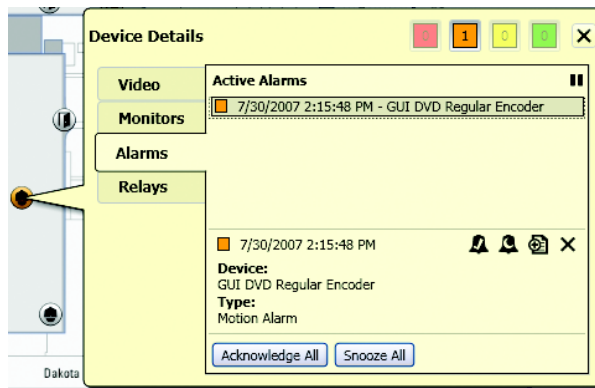 Device Details
0 1 0 0
Video
Monitors
Alarms
Relays
Active Alarms
7/30/2007 2:15:48 PM - GUI DVD Regular Encoder
7/30/2007 2:15:48 PM
Device:
GUI DVD Regular Encoder
Type:
Motion Alarm
Acknowledge All Snooze All
Dakota